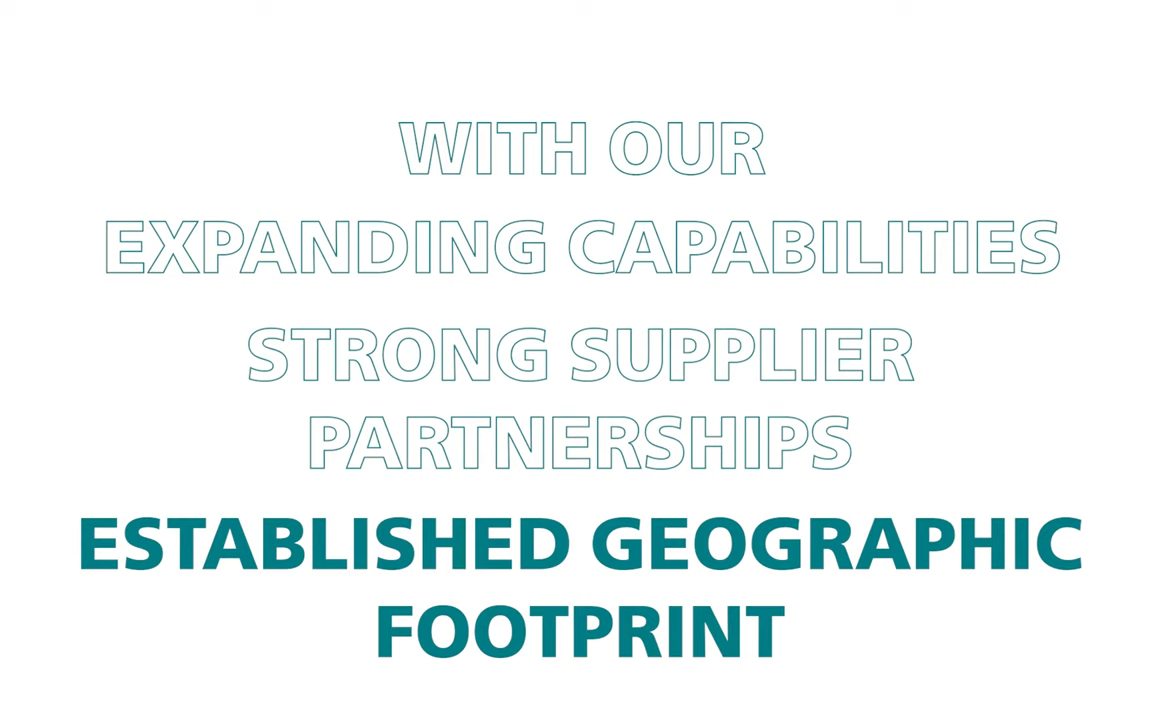 WITH OUR
EXPANDING CAPABILITIES
STRONG SUPPLIER
PARTNERSHIPS
ESTABLISHED GEOGRAPHIC
FOOTPRINT